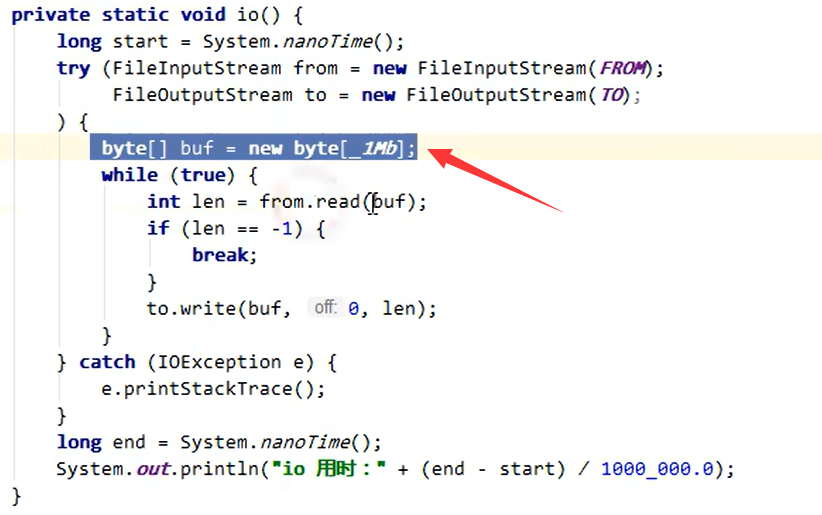 private static void io() {
long start = System.nanoTime();
try (FileInputStream from = new FileInputStream(FROM);
FileOutputStream to = new FileOutputStream(TO);
) {
byte[] buf = new byte[_1Mb];
while (true) {
int len = from.read(buf);
if (len == -1) {
break;
}
to.write(buf, off: 0, len);
}
} catch (IOException e) {
e.printStackTrace();
}
long end = System.nanoTime();
System.out.println("io 用时：" + (end - start) / 1000_000.0);
}